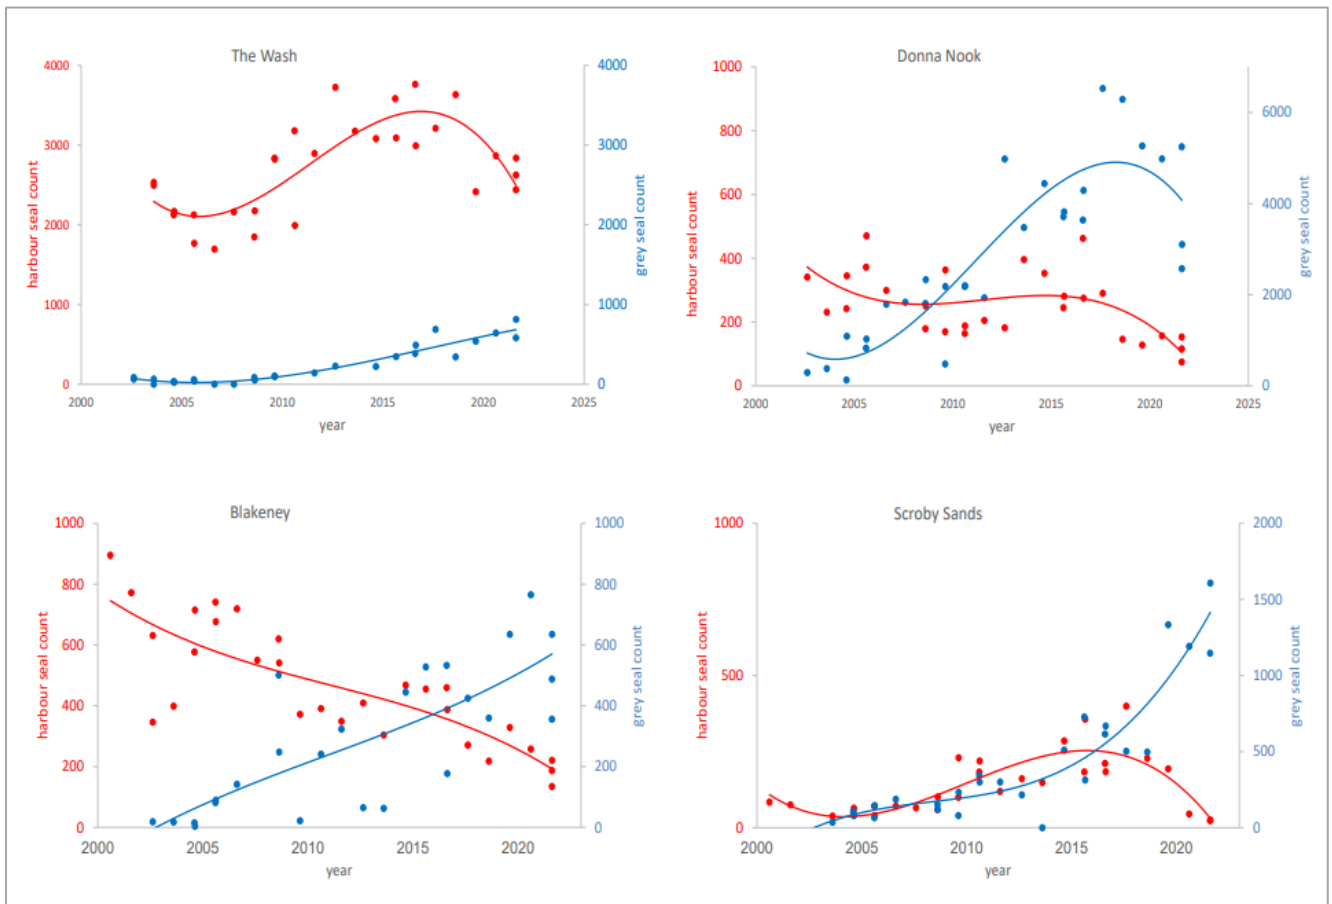 The Wash
4000
3000
2000
1000
0
harbour seal count
4000
3000
2000
1000
0
grey seal count
2000 2005 2010 2015 2020 2025
year
Donna Nook
1000
800
600
400
200
0
harbour seal count
6000
4000
2000
0
grey seal count
2000 2005 2010 2015 2020 2025
year
Blakeney
1000
800
600
400
200
0
harbour seal count
1000
800
600
400
200
0
grey seal count
2000 2005 2010 2015 2020
year
Scroby Sands
1000
500
0
harbour seal count
2000
1500
1000
500
0
grey seal count
2000 2005 2010 2015 2020
year